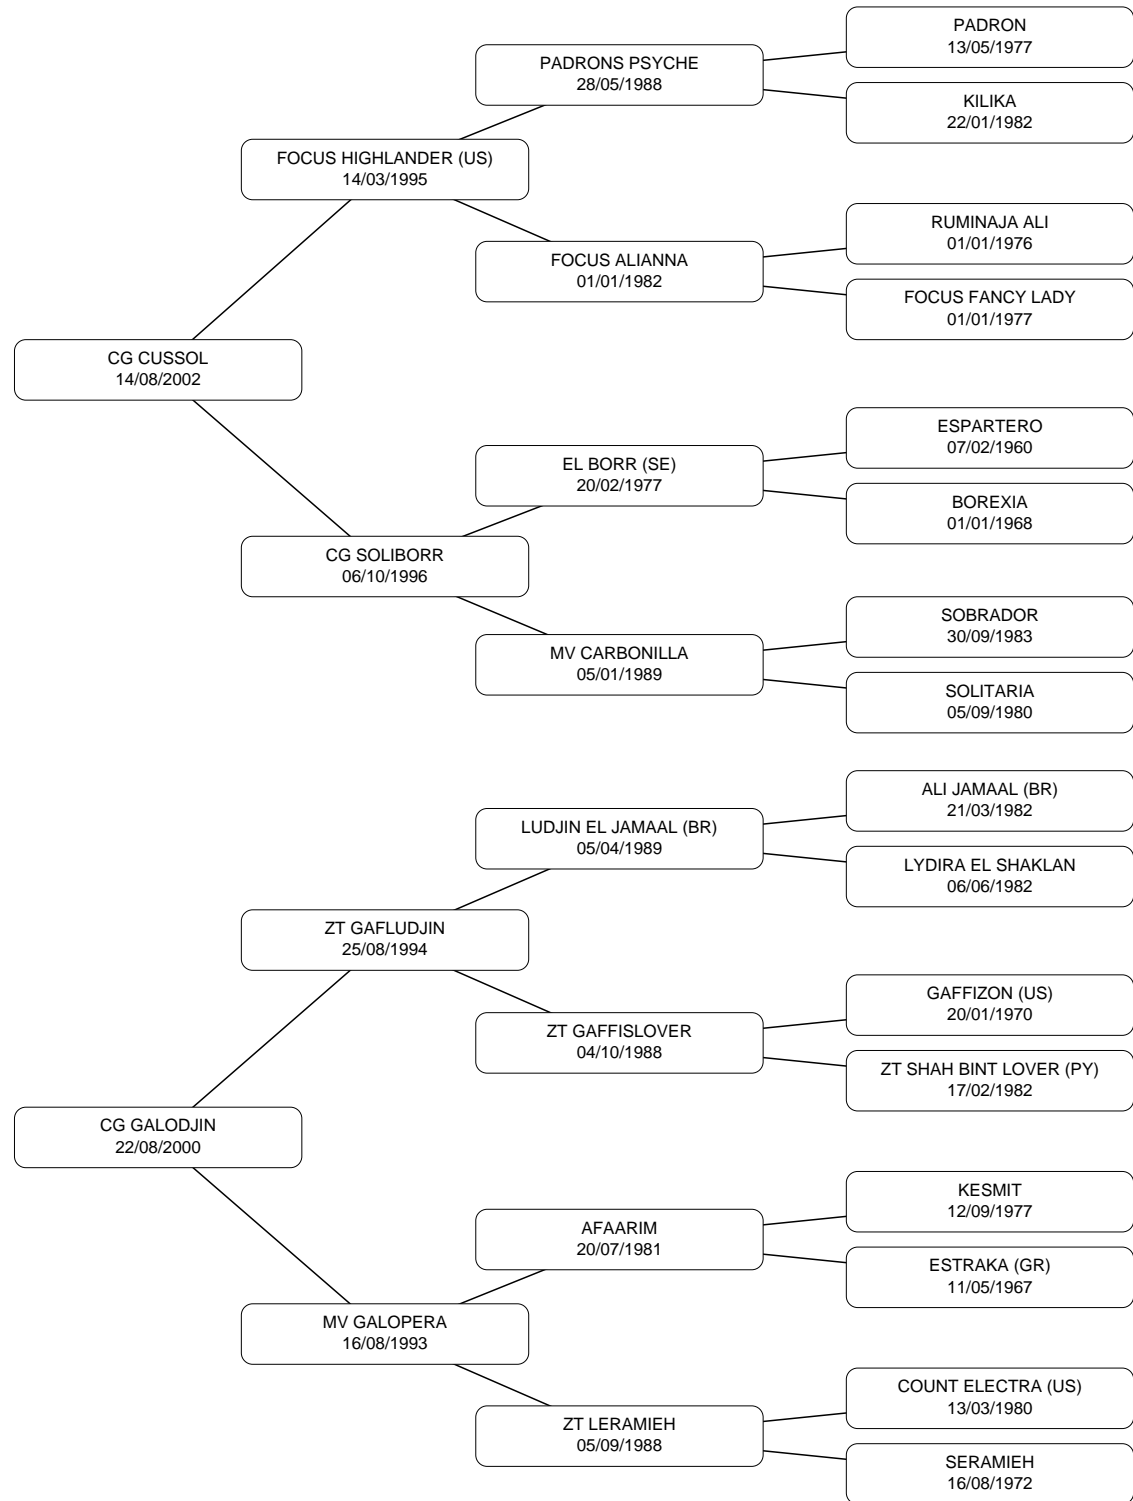 PADRON
13/05/1977
PADRONS PSYCHE
28/05/1988
KILIKA
22/01/1982
FOCUS HIGHLANDER (US)
14/03/1995
RUMINAJA ALI
01/01/1976
FOCUS ALIANNA
01/01/1982
FOCUS FANCY LADY
01/01/1977
CG CUSSOL
14/08/2002
ESPARTERO
07/02/1960
EL BORR (SE)
20/02/1977
BOREXIA
01/01/1968
CG SOLIBORR
06/10/1996
SOBRADOR
30/09/1983
MV CARBONILLA
05/01/1989
SOLITARIA
05/09/1980
ALI JAMAAL (BR)
21/03/1982
LUDJIN EL JAMAAL (BR)
05/04/1989
LYDIRA EL SHAKLAN
06/06/1982
ZT GAFLUDJIN
25/08/1994
GAFFIZON (US)
20/01/1970
ZT GAFFISLOVER
04/10/1988
ZT SHAH BINT LOVER (PY)
17/02/1982
CG GALODJIN
22/08/2000
KESMIT
12/09/1977
AFAARIM
20/07/1981
ESTRAKA (GR)
11/05/1967
MV GALOPERA
16/08/1993
COUNT ELECTRA (US)
13/03/1980
ZT LERAMIEH
05/09/1988
SERAMIEH
16/08/1972